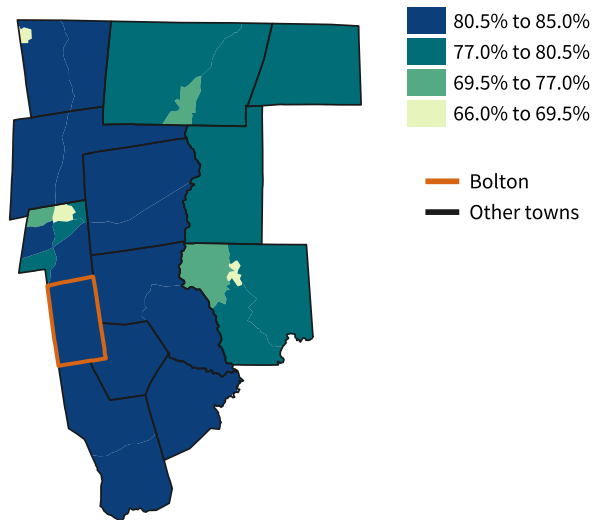 80.5% to 85.0%
77.0% to 80.5%
69.5% to 77.0%
66.0% to 69.5%
Bolton
Other towns